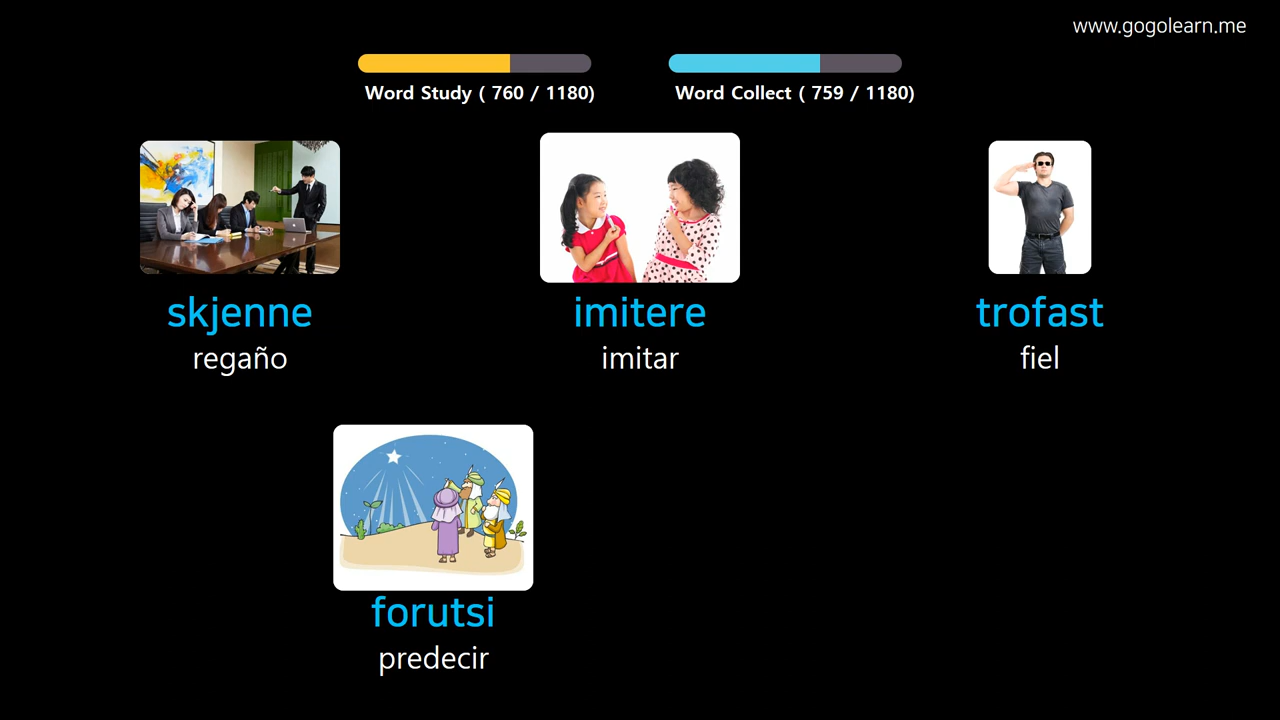 www.gogolearn.me
Word Study ( 760 / 1180)
Word Collect ( 759 / 1180)
skjenne
regaño
imitere
imitar
trofast
fiel
forutsi
predecir